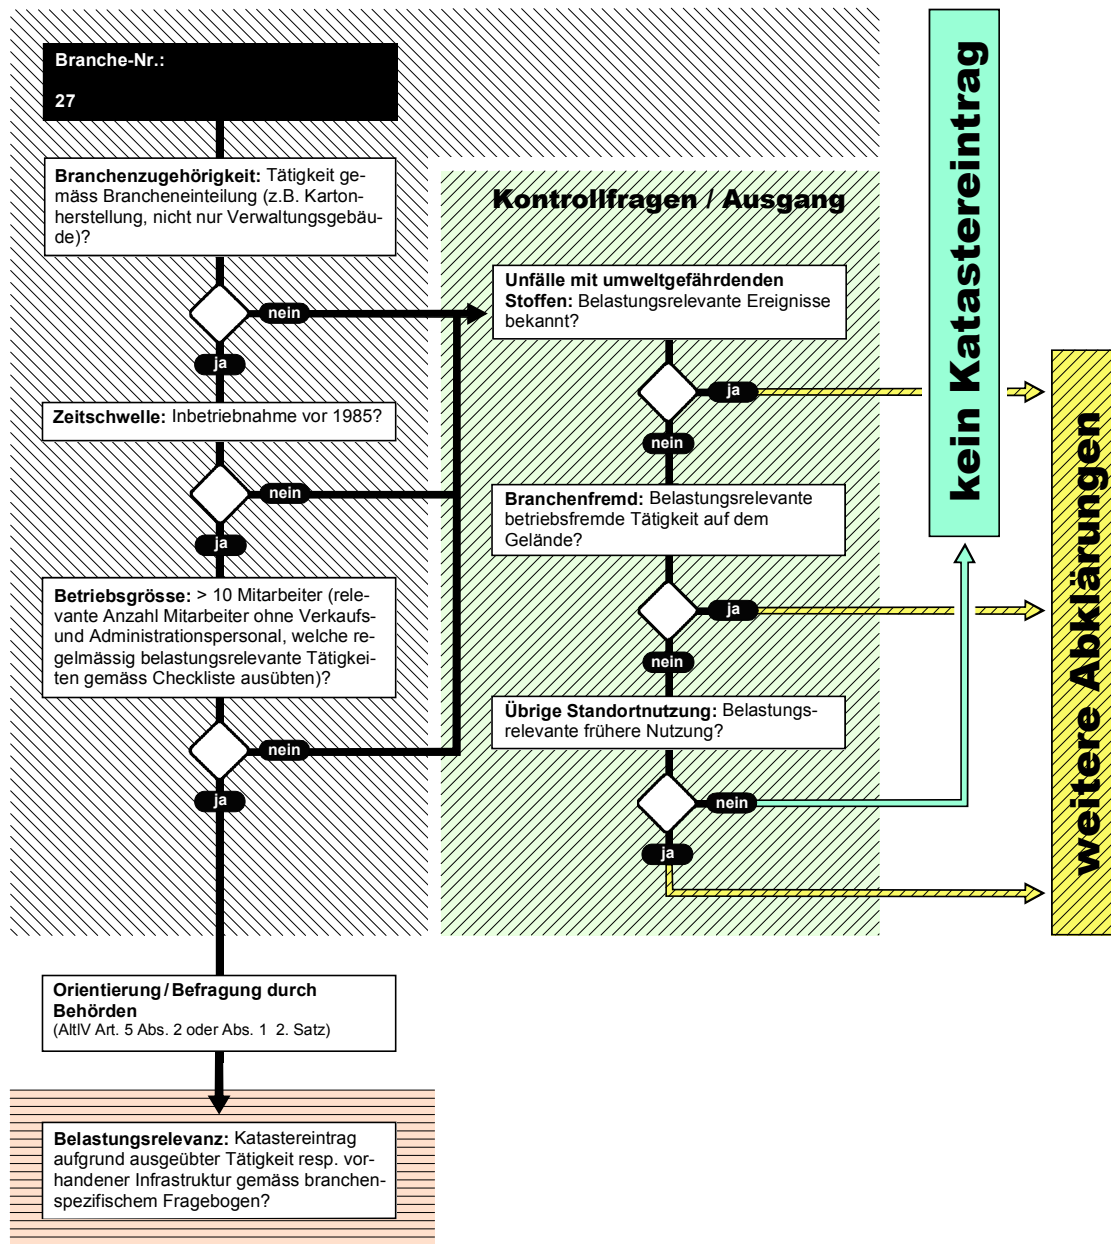 Branche-Nr.:
27
Branchenzugehörigkeit: Tätigkeit ge-
mäss Brancheneinteilung (z.B. Karton-
herstellung, nicht nur Verwaltungsgebäu-
de)?
nein
ja
Zeitschwelle: Inbetriebnahme vor 1985?
nein
ja
Betriebsgrösse: > 10 Mitarbeiter (rele-
vante Anzahl Mitarbeiter ohne Verkaufs-
und Administrationspersonal, welche re-
gelmässig belastungsrelevante Tätigkei-
ten gemäss Checkliste ausübten)?
nein
ja
Orientierung / Befragung durch
Behörden
(AltlV Art. 5 Abs. 2 oder Abs. 1 2. Satz)
Belastungsrelevanz: Katastereintrag
aufgrund ausgeübter Tätigkeit resp. vor-
handener Infrastruktur gemäss branchen-
spezifischem Fragebogen?
Kontrollfragen / Ausgang
Unfälle mit umweltgefährdenden
Stoffen: Belastungsrelevante Ereignisse
bekannt?
ja
nein
Branchenfremd: Belastungsrelevante
betriebsfremde Tätigkeit auf dem
Gelände?
ja
nein
Übrige Standortnutzung: Belastungs-
relevante frühere Nutzung?
nein
ja
kein Katastereintrag
weitere Abklärungen